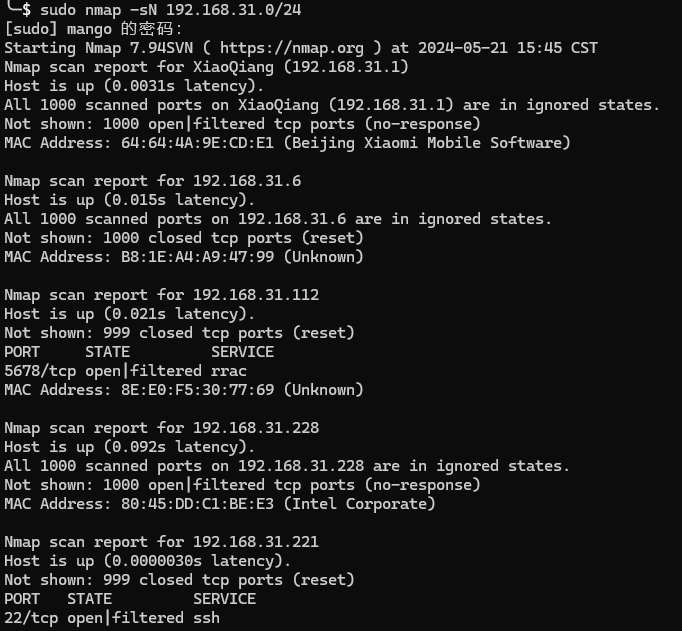 ╰─$ sudo nmap -sN 192.168.31.0/24
[sudo] mango 的密码:
Starting Nmap 7.94SVN ( https://nmap.org ) at 2024-05-21 15:45 CST
Nmap scan report for XiaoQiang (192.168.31.1)
Host is up (0.0031s latency).
All 1000 scanned ports on XiaoQiang (192.168.31.1) are in ignored states.
Not shown: 1000 open|filtered tcp ports (no-response)
MAC Address: 64:64:4A:9E:CD:E1 (Beijing Xiaomi Mobile Software)

Nmap scan report for 192.168.31.6
Host is up (0.015s latency).
All 1000 scanned ports on 192.168.31.6 are in ignored states.
Not shown: 1000 closed tcp ports (reset)
MAC Address: B8:1E:A4:A9:47:99 (Unknown)

Nmap scan report for 192.168.31.112
Host is up (0.021s latency).
Not shown: 999 closed tcp ports (reset)
PORT     STATE         SERVICE
5678/tcp open|filtered rrac
MAC Address: 8E:E0:F5:30:77:69 (Unknown)

Nmap scan report for 192.168.31.228
Host is up (0.092s latency).
All 1000 scanned ports on 192.168.31.228 are in ignored states.
Not shown: 1000 open|filtered tcp ports (no-response)
MAC Address: 80:45:DD:C1:BE:E3 (Intel Corporate)

Nmap scan report for 192.168.31.221
Host is up (0.0000030s latency).
Not shown: 999 closed tcp ports (reset)
PORT   STATE         SERVICE
22/tcp open|filtered ssh